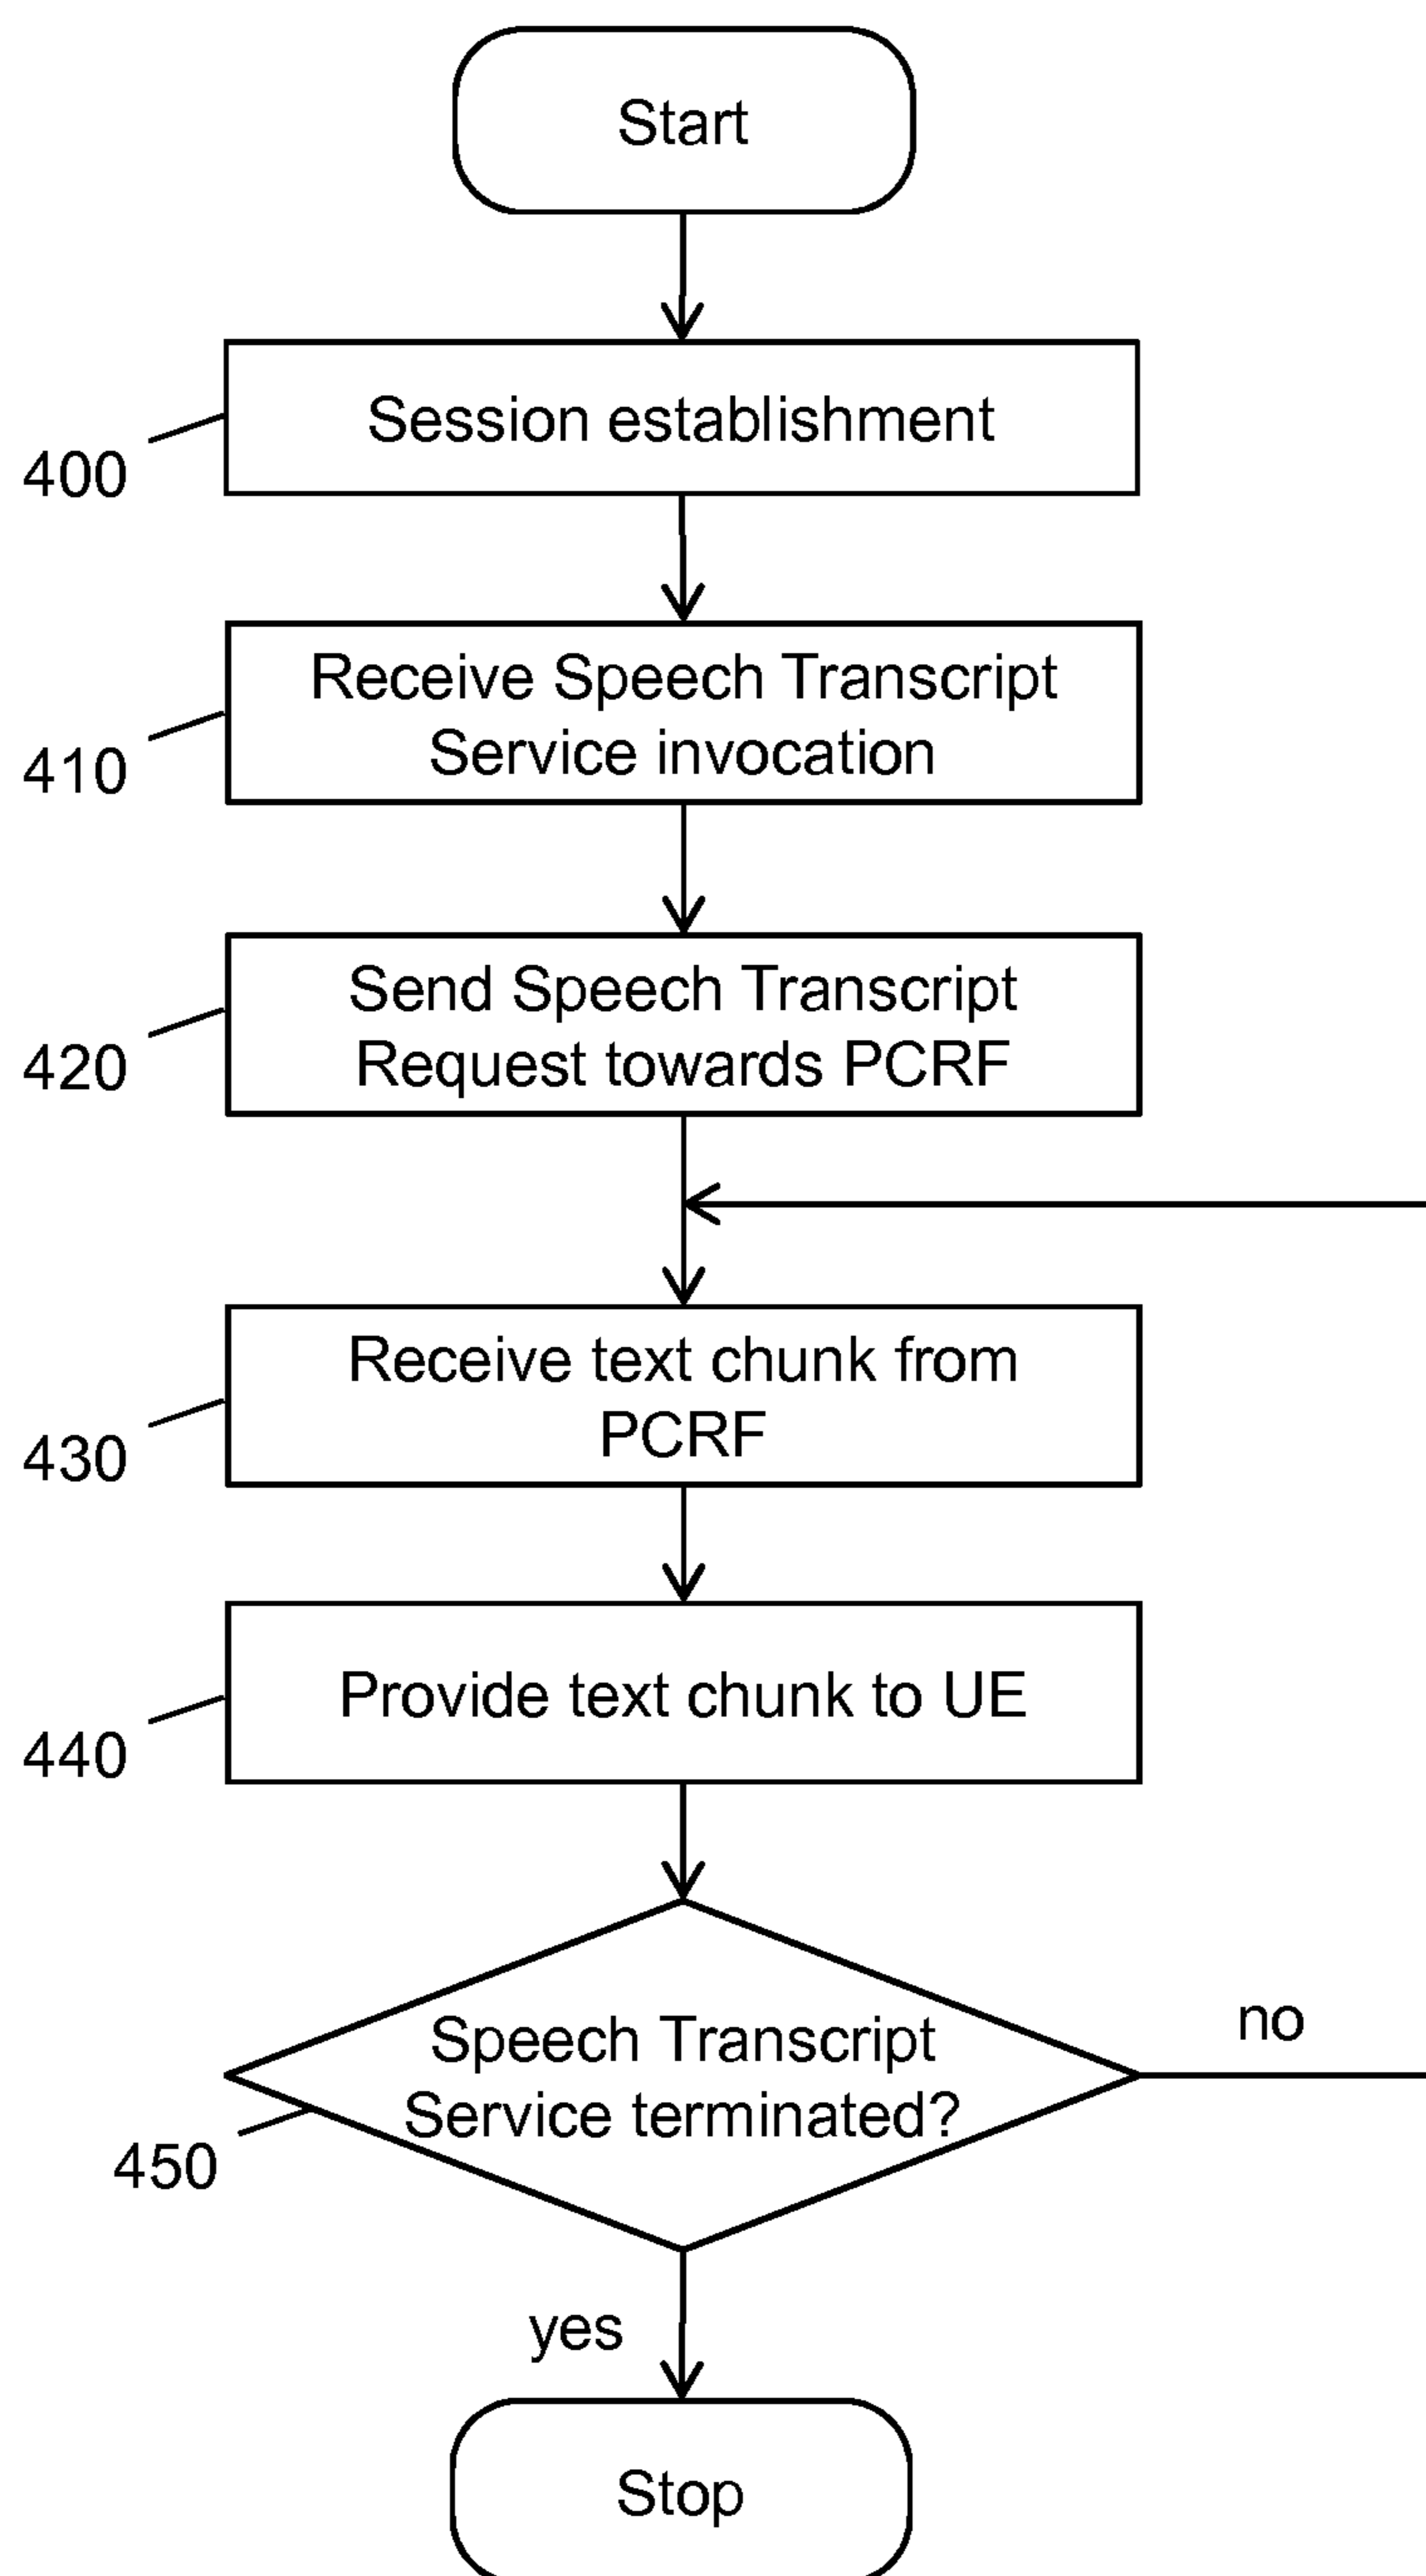 Start
Session establishment
400
Receive Speech Transcript
Service invocation
410
Send Speech Transcript
Request towards PCRF
420
Receive text chunk from
PCRF
430
Provide text chunk to UE
440
Speech Transcript
Service terminated?
no
450
yes
Stop